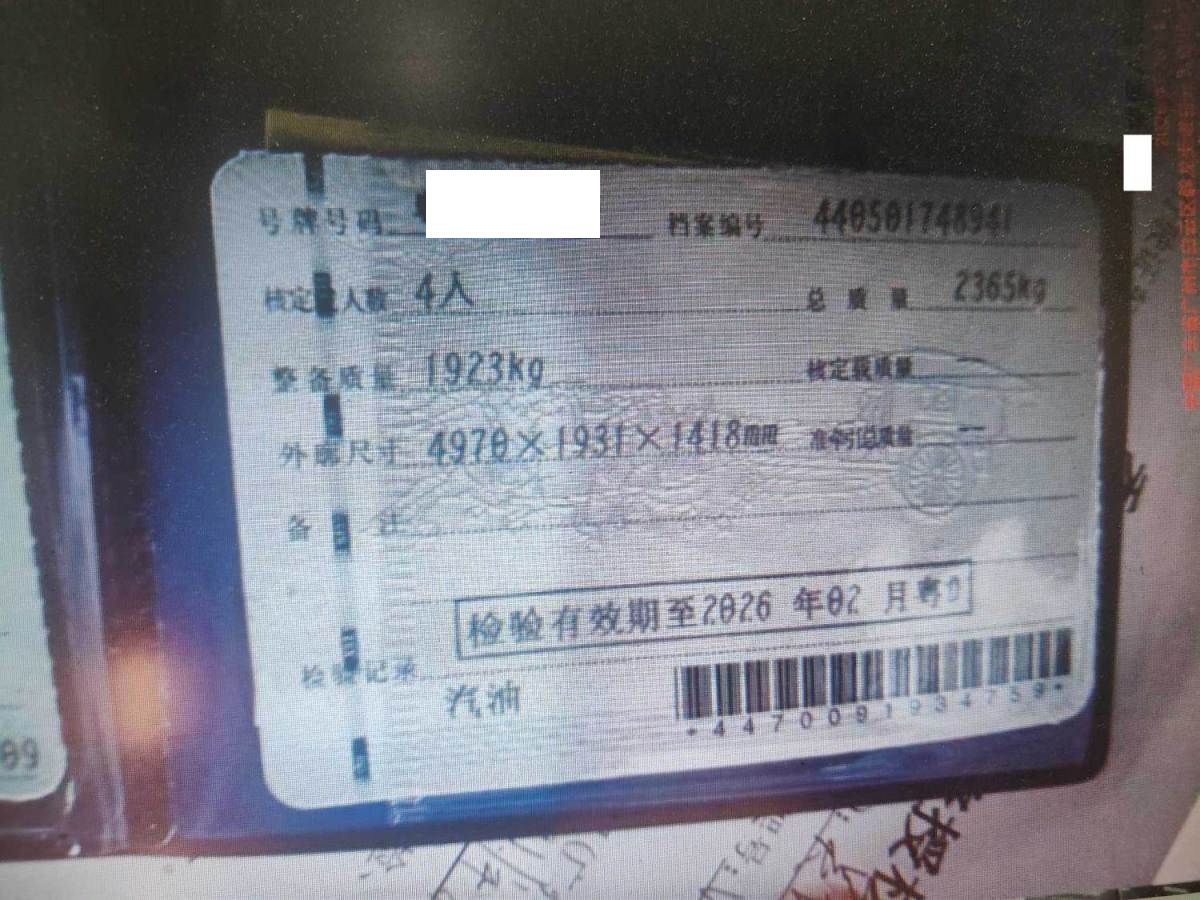 号牌号码
档案编号 440501748941
核定载人数 4人
总质量 2365kg
整备质量 1923kg
核定载质量 --
外廓尺寸 4970×1931×1418mm
准牵引总质量 --
备注
检验有效期至2026年02月粤D
检验记录
汽油
*4470091934759*
09